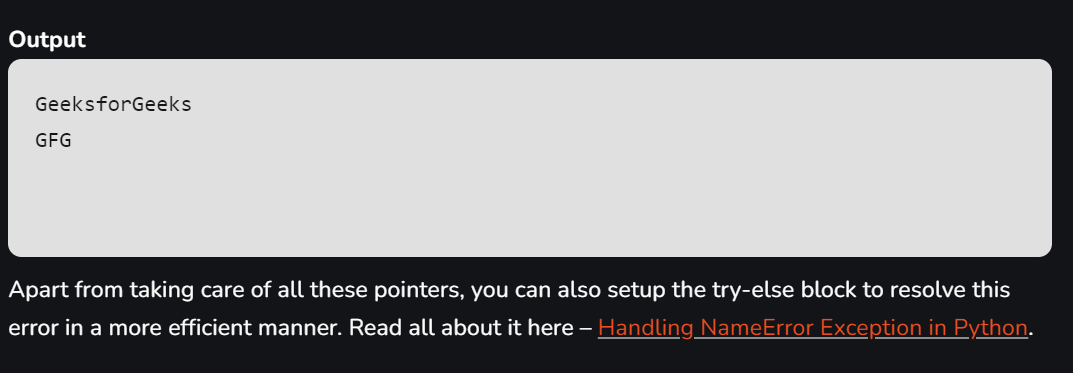 Output
GeeksforGeeks
GFG
Apart from taking care of all these pointers, you can also setup the try-else block to resolve this
error in a more efficient manner. Read all about it here – Handling NameError Exception in Python.